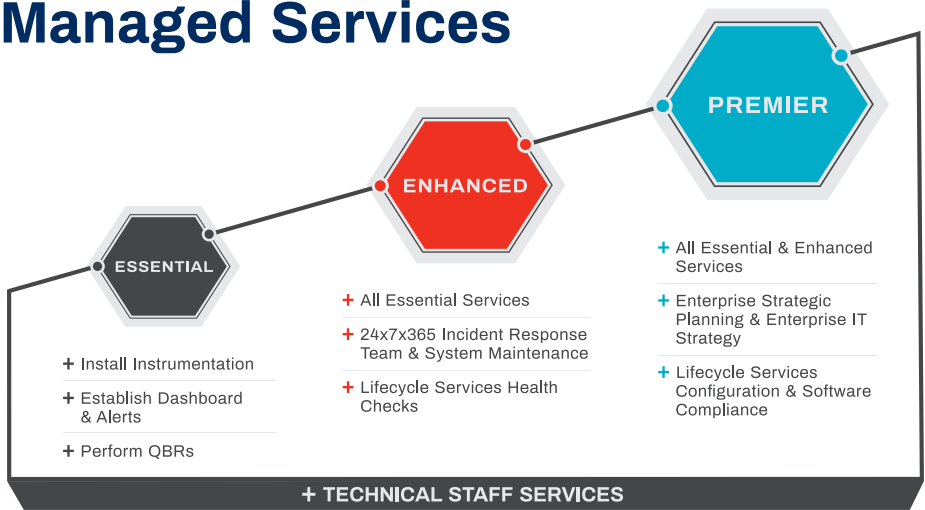 Managed Services
ESSENTIAL
+ Install Instrumentation
+ Establish Dashboard
& Alerts
+ Perform QBRs
ENHANCED
+ All Essential Services
+ 24x7x365 Incident Response
Team & System Maintenance
+ Lifecycle Services Health
Checks
PREMIER
+ All Essential & Enhanced
Services
+ Enterprise Strategic
Planning & Enterprise IT
Strategy
+ Lifecycle Services
Configuration & Software
Compliance
+ TECHNICAL STAFF SERVICES